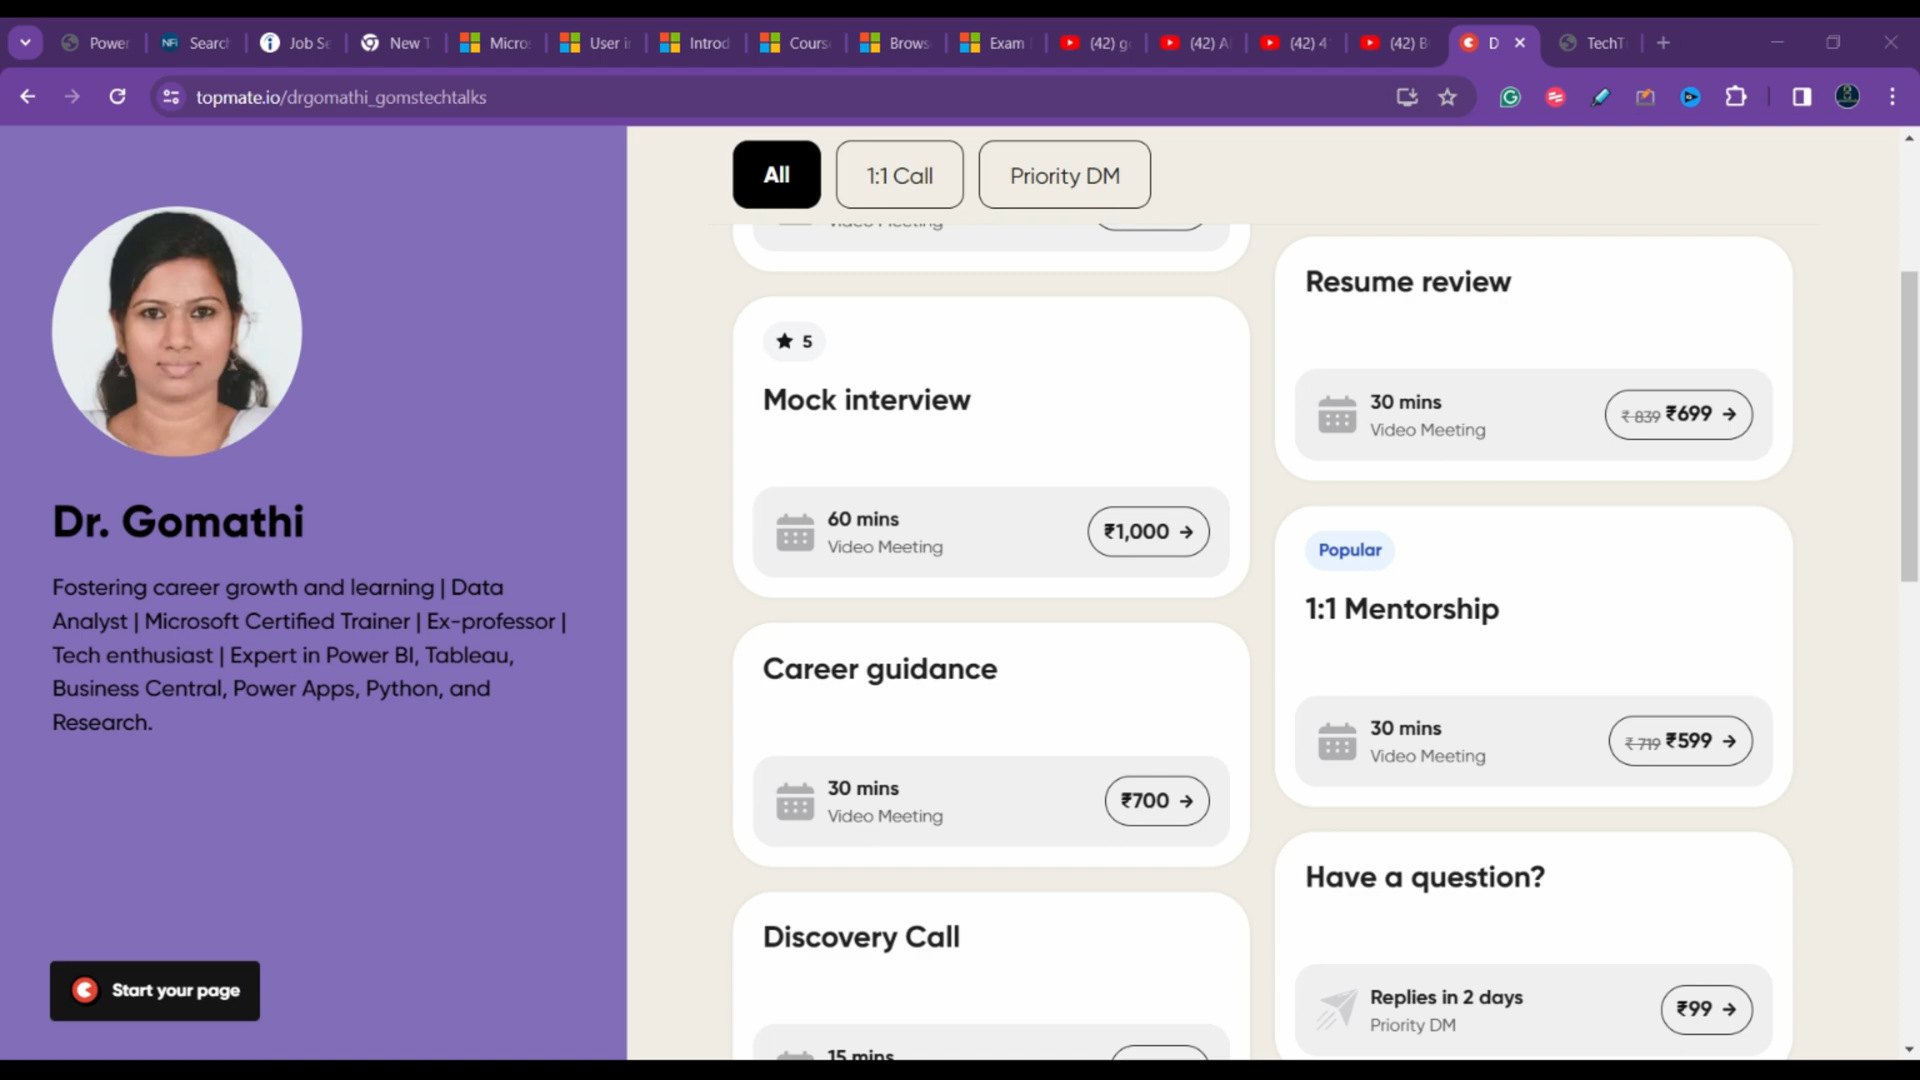 Power
Search
Job Se
New T
Micro
User i
Introd
Cours
Brows
Exam
(42) g
(42) A
(42) 4
(42) B
D
TechT
topmate.io/drgomathi_gomstechtalks
All
1:1 Call
Priority DM
Dr. Gomathi
Fostering career growth and learning | Data
Analyst | Microsoft Certified Trainer | Ex-professor |
Tech enthusiast | Expert in Power BI, Tableau,
Business Central, Power Apps, Python, and
Research.
Start your page
Video Meeting
★ 5
Mock interview
60 mins
Video Meeting
₹1,000 →
Career guidance
30 mins
Video Meeting
₹700 →
Discovery Call
15 mins
Resume review
30 mins
Video Meeting
₹ 839 ₹699 →
Popular
1:1 Mentorship
30 mins
Video Meeting
₹ 719 ₹599 →
Have a question?
Replies in 2 days
Priority DM
₹99 →